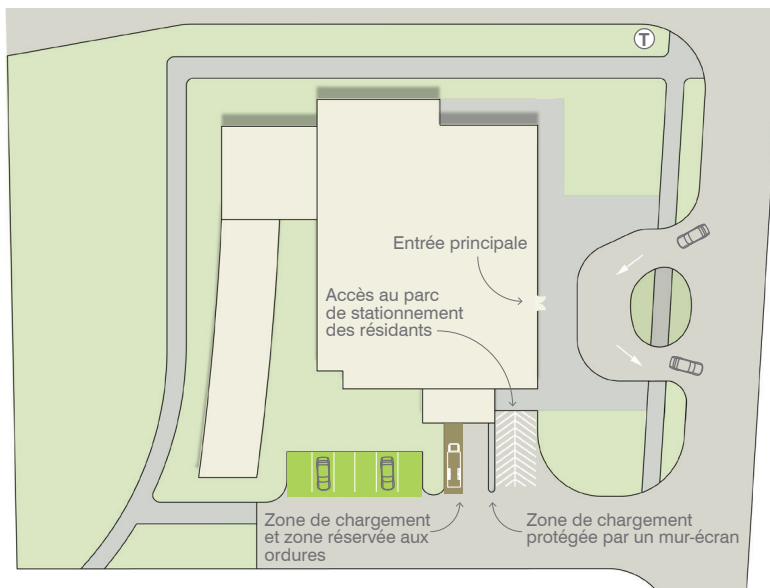 T
Entrée principale
Accès au parc
de stationnement
des résidants
Zone de chargement
et zone réservée aux
ordures
Zone de chargement
protégée par un mur-écran